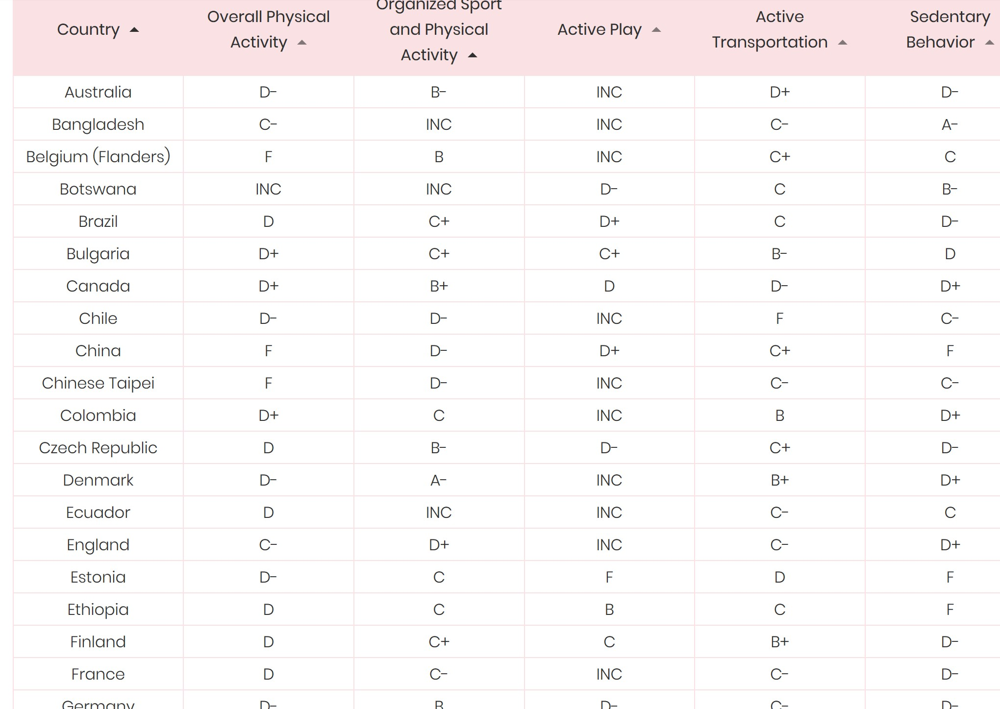 Country ▲ Overall Physical Activity ▲ Organized Sport and Physical Activity ▲ Active Play ▲ Active Transportation ▲ Sedentary Behavior ▲
Australia D- B- INC D+ D-
Bangladesh C- INC INC C- A-
Belgium (Flanders) F B INC C+ C
Botswana INC INC D- C B-
Brazil D C+ D+ C D-
Bulgaria D+ C+ C+ B- D
Canada D+ B+ D D- D+
Chile D- D- INC F C-
China F D- D+ C+ F
Chinese Taipei F D- INC C- C-
Colombia D+ C INC B D+
Czech Republic D B- D- C+ D-
Denmark D- A- INC B+ D+
Ecuador D INC INC C- C
England C- D+ INC C- D+
Estonia D- C F D F
Ethiopia D C B C F
Finland D C+ C B+ D-
France D C- INC C- D-
Germany D- B D- C- D-